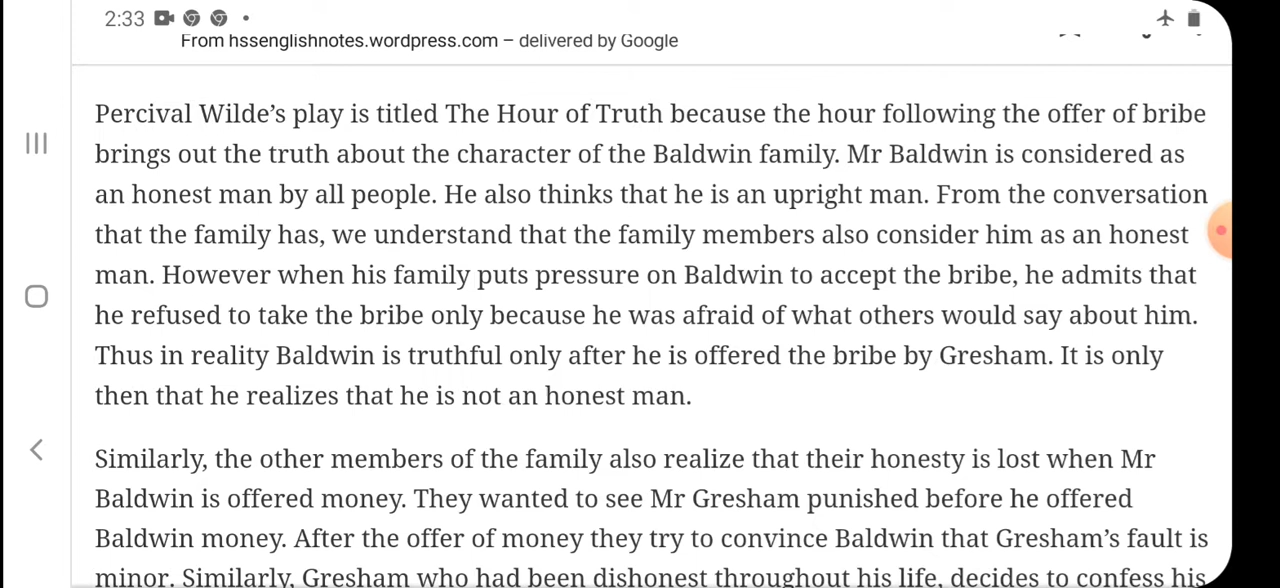 2:33
From hssenglishnotes.wordpress.com – delivered by Google
Percival Wilde’s play is titled The Hour of Truth because the hour following the offer of bribe
brings out the truth about the character of the Baldwin family. Mr Baldwin is considered as
an honest man by all people. He also thinks that he is an upright man. From the conversation
that the family has, we understand that the family members also consider him as an honest
man. However when his family puts pressure on Baldwin to accept the bribe, he admits that
he refused to take the bribe only because he was afraid of what others would say about him.
Thus in reality Baldwin is truthful only after he is offered the bribe by Gresham. It is only
then that he realizes that he is not an honest man.
Similarly, the other members of the family also realize that their honesty is lost when Mr
Baldwin is offered money. They wanted to see Mr Gresham punished before he offered
Baldwin money. After the offer of money they try to convince Baldwin that Gresham’s fault is
minor. Similarly, Gresham who had been dishonest throughout his life, decides to confess his